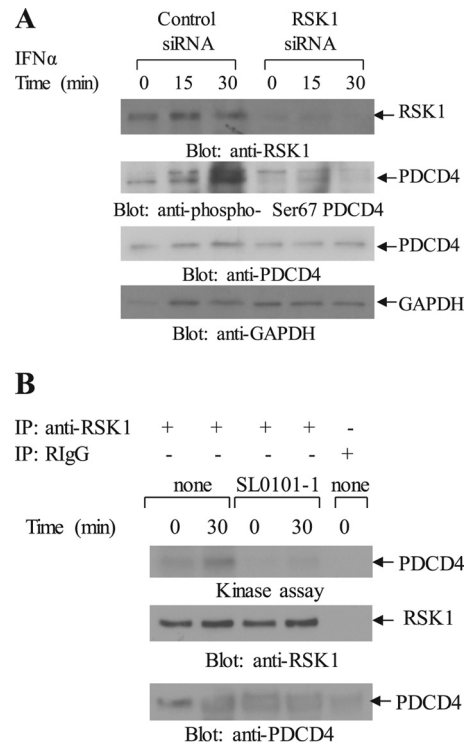 A
Control siRNA RSK1 siRNA
IFNα
Time (min) 0 15 30 0 15 30
RSK1
Blot: anti-RSK1
PDCD4
Blot: anti-phospho- Ser67 PDCD4
PDCD4
Blot: anti-PDCD4
GAPDH
Blot: anti-GAPDH
B
IP: anti-RSK1 + + + + -
IP: RIgG - - - - +
none SL0101-1 none
Time (min) 0 30 0 30 0
PDCD4
Kinase assay
RSK1
Blot: anti-RSK1
PDCD4
Blot: anti-PDCD4